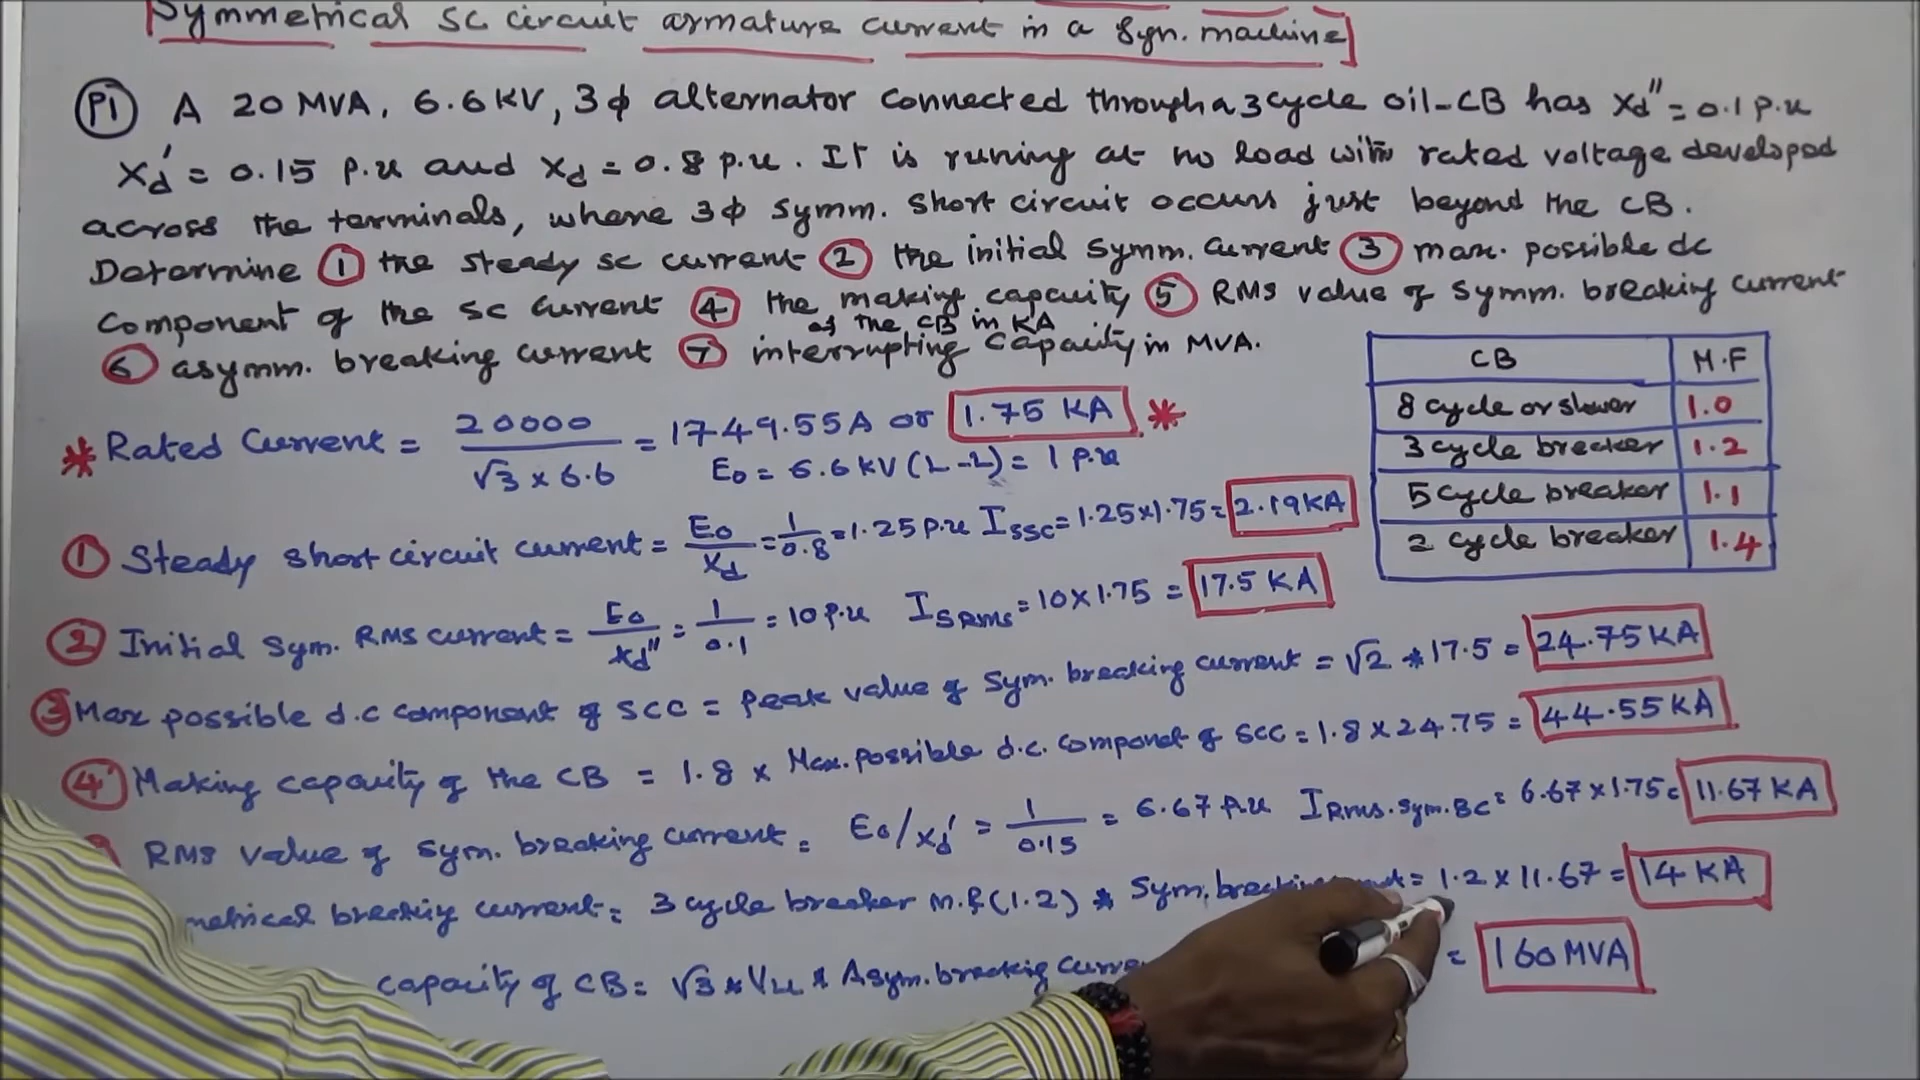 Symmetrical SC circuit armature current in a Syn. machine
P1 A 20 MVA, 6.6 KV, 3ϕ alternator connected through a 3 cycle oil-CB has Xd'' = 0.1 p.u
Xd' = 0.15 p.u and Xd = 0.8 p.u. It is runing at no load with rated voltage developed
across the terminals, where 3ϕ symm. short circuit occurs just beyond the CB.
Determine ① the steady sc current ② the initial symm. current ③ max. possible dc
component of the sc current ④ the making capacity ⑤ RMS value of symm. breaking current
of the CB in KA
⑥ asymm. breaking current ⑦ interrupting capacity in MVA.
CB M.F
8 cycle or slower 1.0
3 cycle breaker 1.2
5 cycle breaker 1.1
2 cycle breaker 1.4
* Rated Current = 20000 / √3 × 6.6 = 1749.55A or 1.75 KA *
E0 = 6.6 KV (L-L) = 1 p.u
① Steady short circuit current = E0/Xd = 1/0.8 = 1.25 p.u ISSC = 1.25×1.75 = 2.19KA
② Initial Sym. RMS current = E0/Xd'' = 1/0.1 = 10 p.u IS RMS = 10 × 1.75 = 17.5 KA
③ Max possible d.c component of SCC = Peak value of Sym. breaking current = √2 * 17.5 = 24.75 KA
④ Making capacity of the CB = 1.8 × Max. possible d.c. componet of SCC = 1.8 × 24.75 = 44.55 KA
RMS value of sym. breaking current = E0/Xd' = 1/0.15 = 6.67 p.u IRms.sym.BC = 6.67 × 1.75 = 11.67 KA
metrical breaking current = 3 cycle breaker M.F (1.2) * Sym. breaking = 1.2 × 11.67 = 14 KA
capacity of CB = √3 * VLL * Asym. breaking curre = 160 MVA